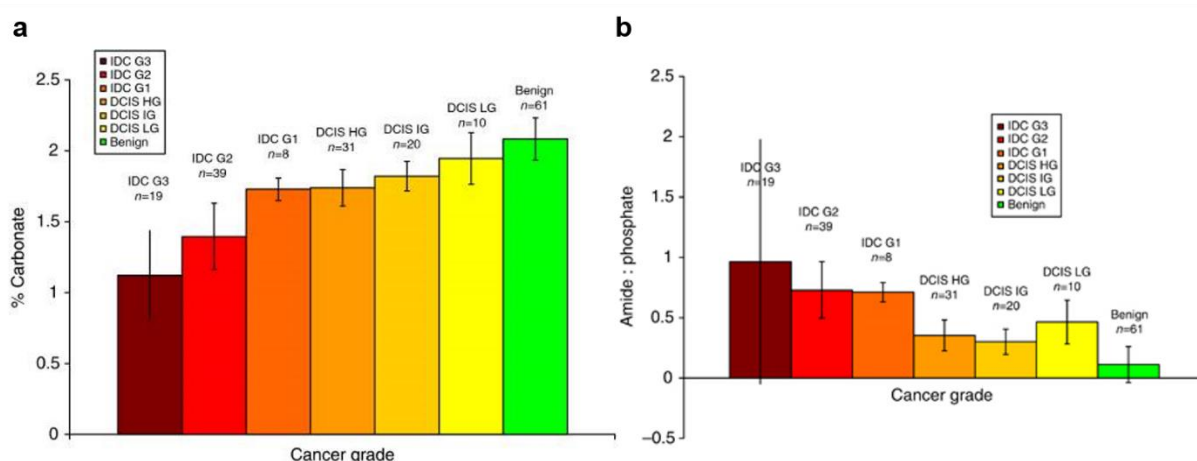 a
IDC G3
IDC G2
IDC G1
DCIS HG
DCIS IG
DCIS LG
Benign
% Carbonate
2.5
2
1.5
1
0.5
0
IDC G3
n=19
IDC G2
n=39
IDC G1
n=8
DCIS HG
n=31
DCIS IG
n=20
DCIS LG
n=10
Benign
n=61
Cancer grade
b
IDC G3
IDC G2
IDC G1
DCIS HG
DCIS IG
DCIS LG
Benign
Amide : phosphate
2.5
2
1.5
1
0.5
0
–0.5
IDC G3
n=19
IDC G2
n=39
IDC G1
n=8
DCIS HG
n=31
DCIS IG
n=20
DCIS LG
n=10
Benign
n=61
Cancer grade